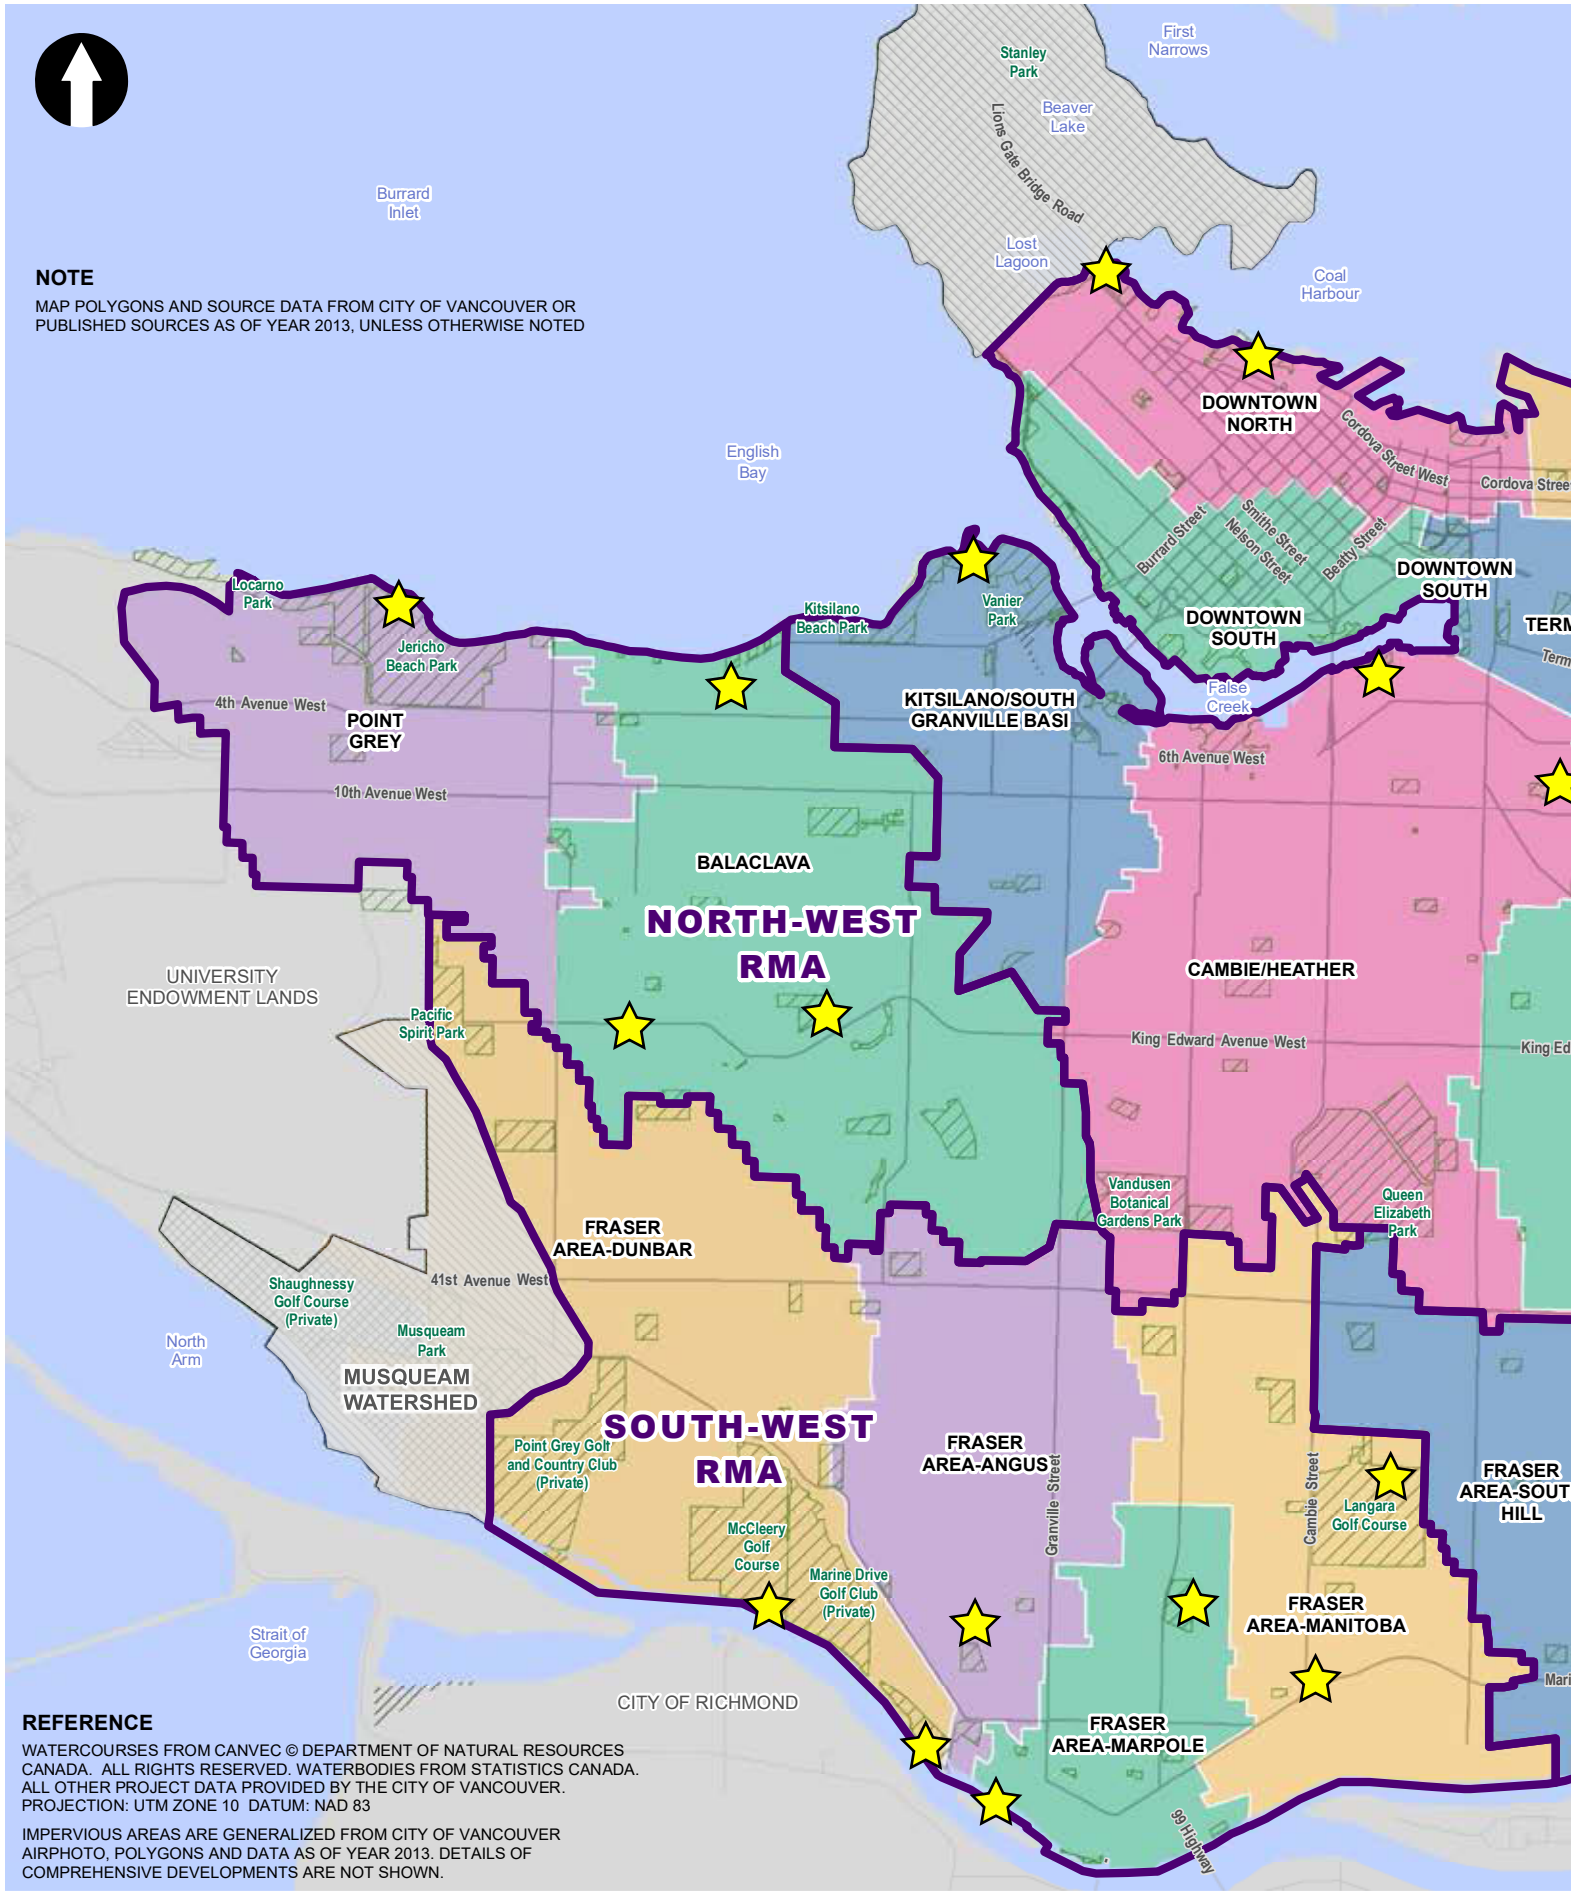 First
Narrows
Stanley
Park
Beaver
Lake
Lions Gate Bridge Road
Burrard
Inlet
Lost
Lagoon
Coal
Harbour
NOTE
MAP POLYGONS AND SOURCE DATA FROM CITY OF VANCOUVER OR
PUBLISHED SOURCES AS OF YEAR 2013, UNLESS OTHERWISE NOTED
DOWNTOWN
NORTH
Cordova Street West
English
Bay
Cordova Stree
Burrard Street
Smithe Street
Nelson Street
Beatty Street
DOWNTOWN
SOUTH
Locarno
Park
Kitsilano
Beach Park
Vanier
Park
DOWNTOWN
SOUTH
TERM
Term
Jericho
Beach Park
4th Avenue West
POINT
GREY
KITSILANO/SOUTH
GRANVILLE BASI
False
Creek
6th Avenue West
10th Avenue West
BALACLAVA
NORTH-WEST
RMA
CAMBIE/HEATHER
UNIVERSITY
ENDOWMENT LANDS
Pacific
Spirit Park
King Edward Avenue West
King Ed
Vandusen
Botanical
Gardens Park
Queen
Elizabeth
Park
FRASER
AREA-DUNBAR
41st Avenue West
Shaughnessy
Golf Course
(Private)
Musqueam
Park
North
Arm
MUSQUEAM
WATERSHED
SOUTH-WEST
RMA
Point Grey Golf
and Country Club
(Private)
FRASER
AREA-ANGUS
Granville Street
Cambie Street
FRASER
AREA-SOUT
HILL
Langara
Golf Course
McCleery
Golf
Course
Marine Drive
Golf Club
(Private)
FRASER
AREA-MANITOBA
Strait of
Georgia
Mari
CITY OF RICHMOND
FRASER
AREA-MARPOLE
99 Highway
REFERENCE
WATERCOURSES FROM CANVEC © DEPARTMENT OF NATURAL RESOURCES
CANADA. ALL RIGHTS RESERVED. WATERBODIES FROM STATISTICS CANADA.
ALL OTHER PROJECT DATA PROVIDED BY THE CITY OF VANCOUVER.
PROJECTION: UTM ZONE 10 DATUM: NAD 83
IMPERVIOUS AREAS ARE GENERALIZED FROM CITY OF VANCOUVER
AIRPHOTO, POLYGONS AND DATA AS OF YEAR 2013. DETAILS OF
COMPREHENSIVE DEVELOPMENTS ARE NOT SHOWN.